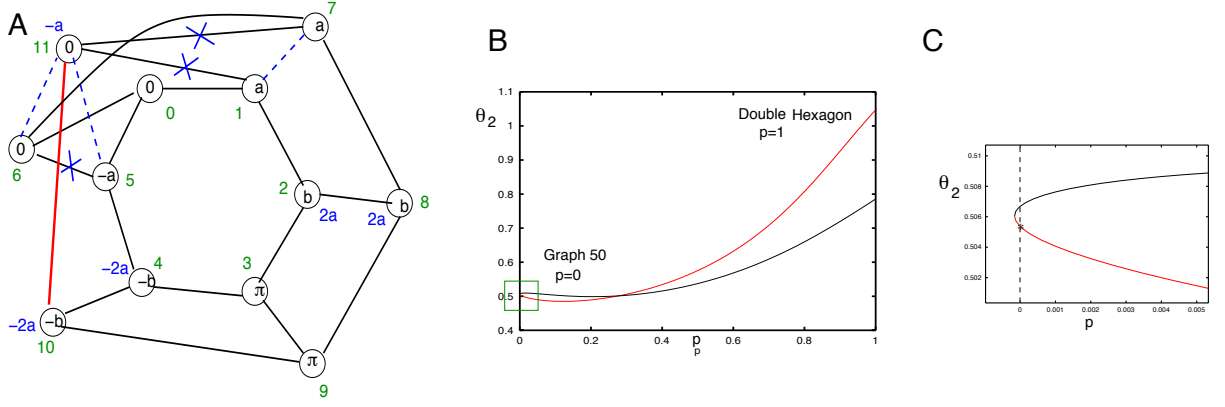 A
−a
11
0
7
a
0
0
a
1
0
6
−a
5
2
b
2a
b
8
2a
−2a
4
−b
3
π
−2a
−b
10
π
9
B
θ2
1.1
1
0.9
0.8
0.7
0.6
0.5
0.4
Double Hexagon
p=1
Graph 50
p=0
0
0.2
0.4
0.6
0.8
1
p
p
C
θ2
0.51
0.508
0.506
0.504
0.502
0
0.001
0.002
0.003
0.004
0.005
p